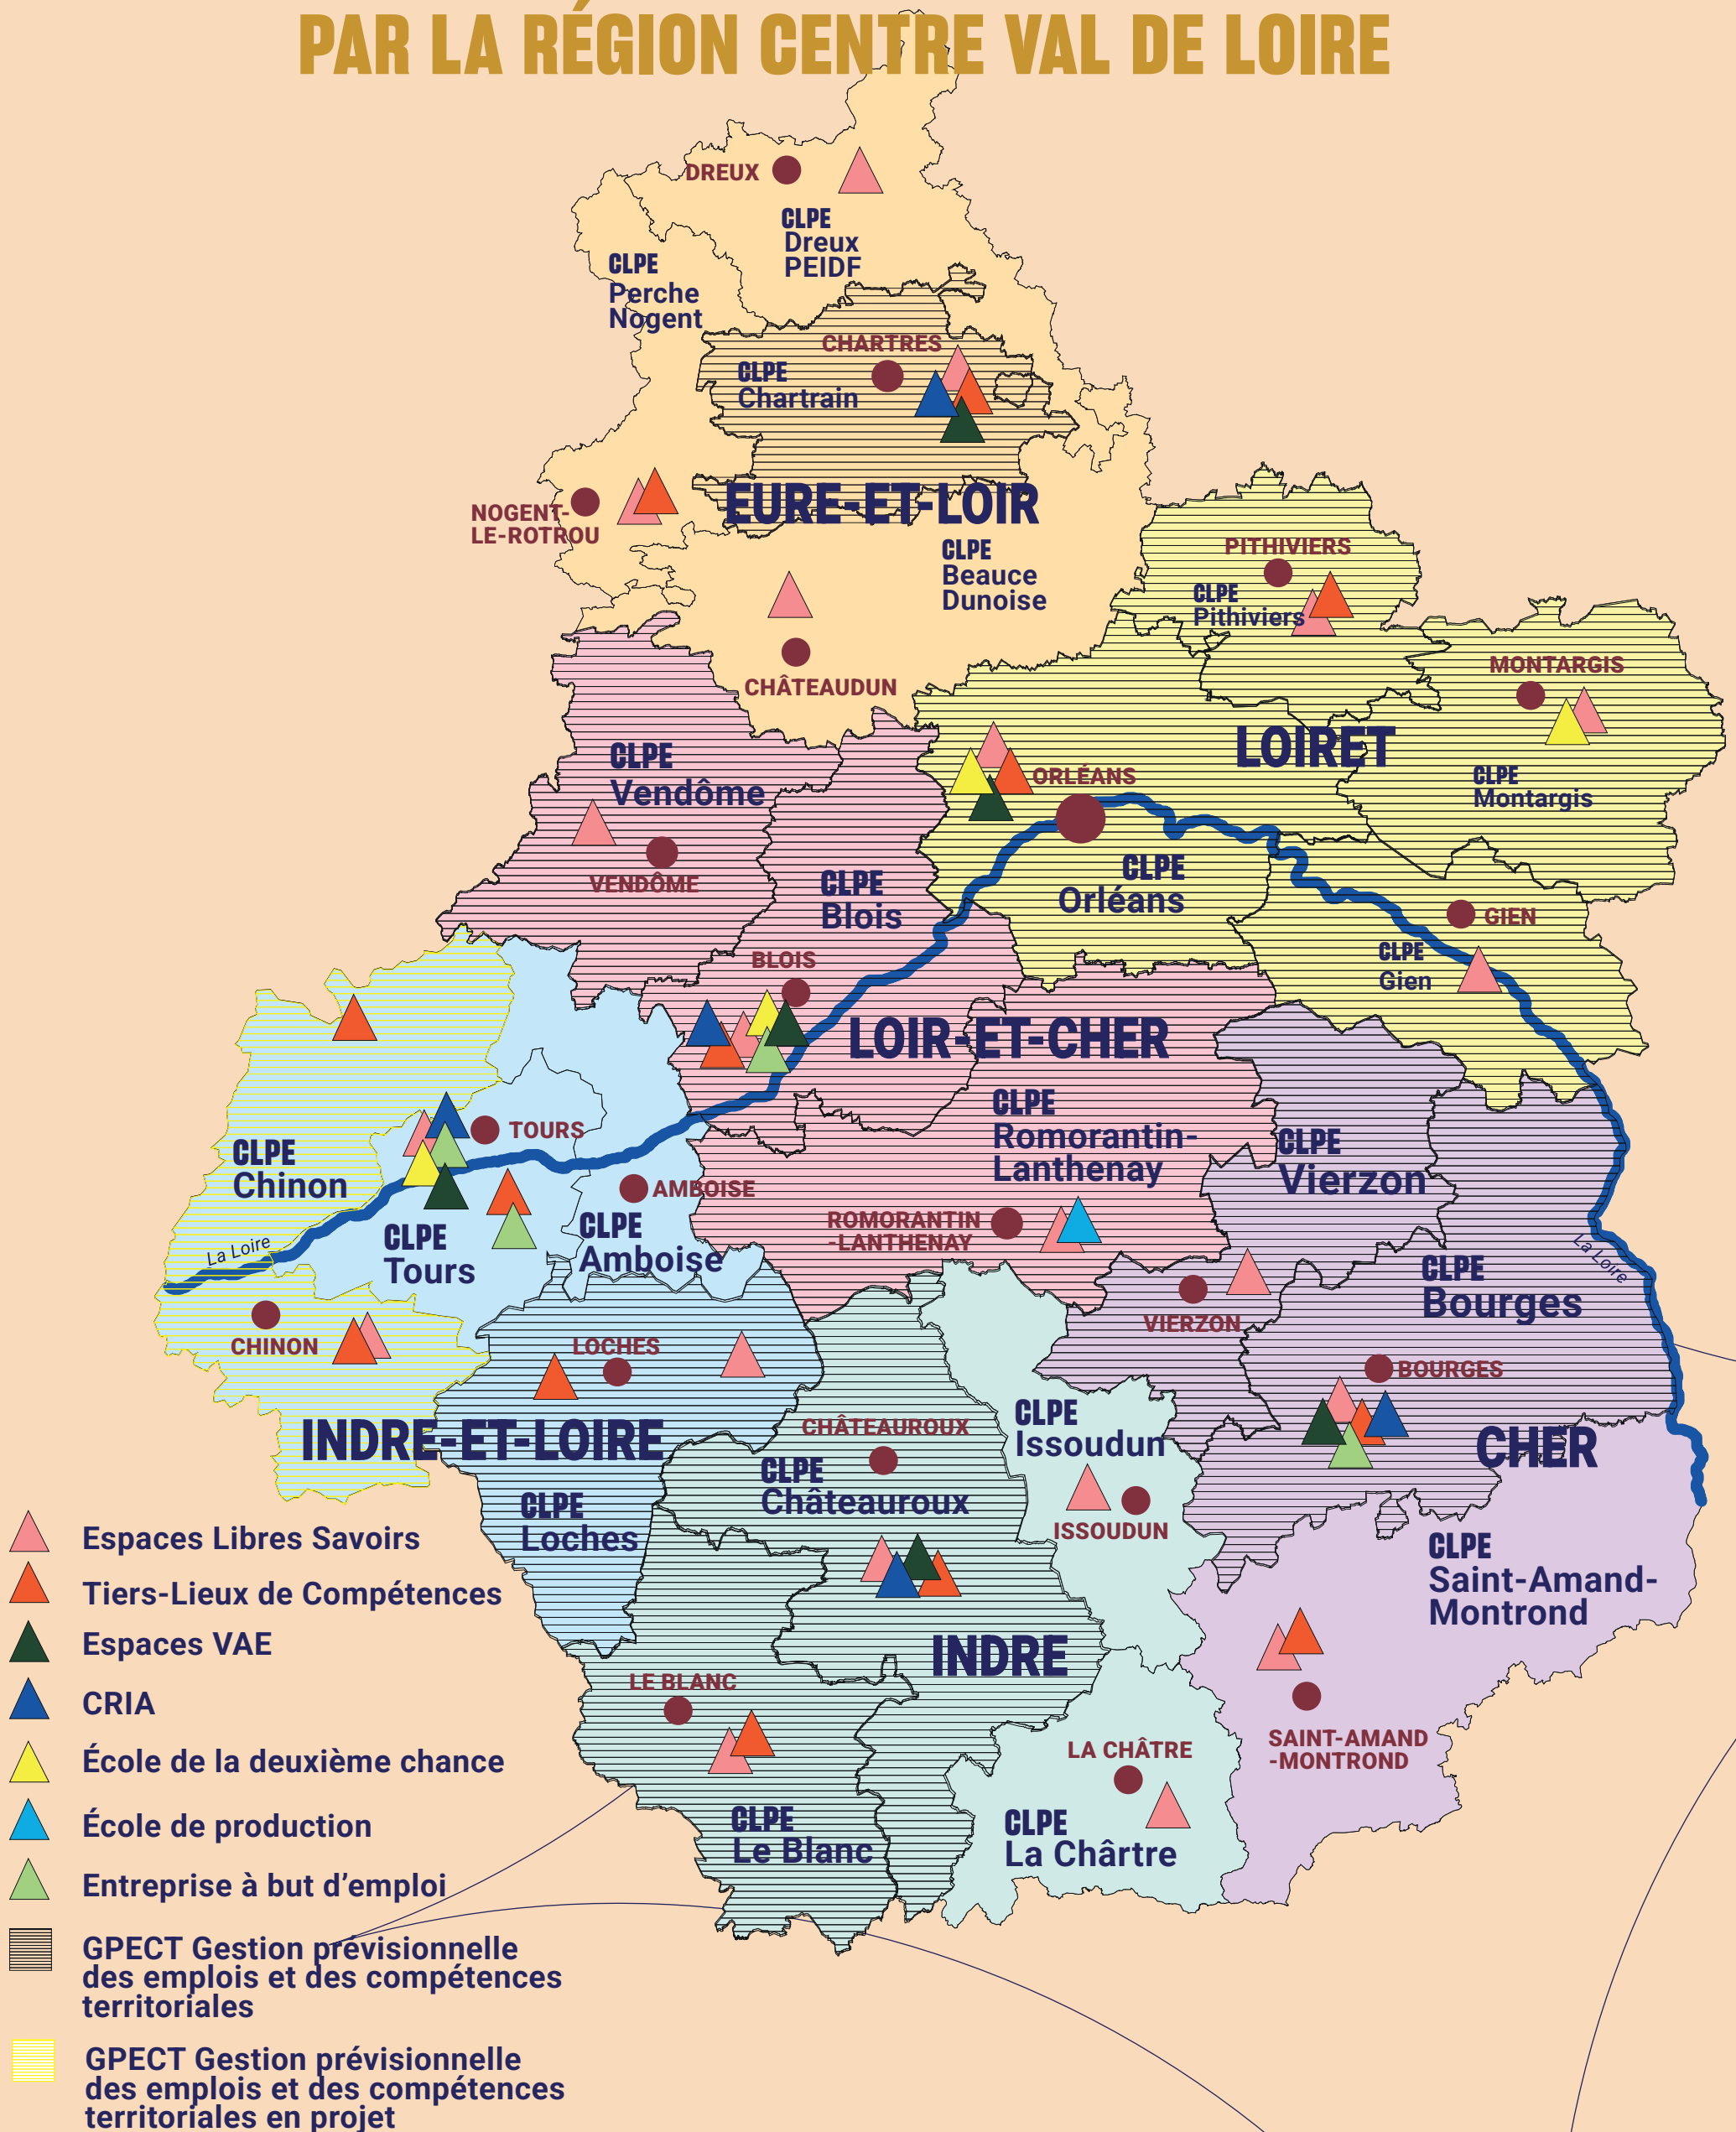 PAR LA RÉGION CENTRE VAL DE LOIRE
DREUX
CLPE
Dreux
PEIDF
CLPE
Perche
Nogent
CHARTRES
CLPE
Chartrain
EURE-ET-LOIR
NOGENT-
LE-ROTROU
CLPE
Beauce
Dunoise
PITHIVIERS
CLPE
Pithiviers
CHÂTEAUDUN
MONTARGIS
LOIRET
CLPE
Montargis
CLPE
Vendôme
ORLÉANS
VENDÔME
CLPE
Blois
CLPE
Orléans
GIEN
CLPE
Gien
BLOIS
LOIR-ET-CHER
CLPE
Romorantin-
Lanthenay
TOURS
CLPE
Chinon
CLPE
Vierzon
AMBOISE
ROMORANTIN
-LANTHENAY
CLPE
Tours
CLPE
Amboise
La Loire
La Loire
CLPE
Bourges
CHINON
LOCHES
VIERZON
BOURGES
INDRE-ET-LOIRE
CHÂTEAUROUX
CLPE
Issoudun
CHER
CLPE
Châteauroux
CLPE
Loches
ISSOUDUN
CLPE
Saint-Amand-
Montrond
INDRE
LE BLANC
SAINT-AMAND
-MONTROND
LA CHÂTRE
CLPE
Le Blanc
CLPE
La Chârtre
Espaces Libres Savoirs
Tiers-Lieux de Compétences
Espaces VAE
CRIA
École de la deuxième chance
École de production
Entreprise à but d’emploi
GPECT Gestion prévisionnelle
des emplois et des compétences
territoriales
GPECT Gestion prévisionnelle
des emplois et des compétences
territoriales en projet